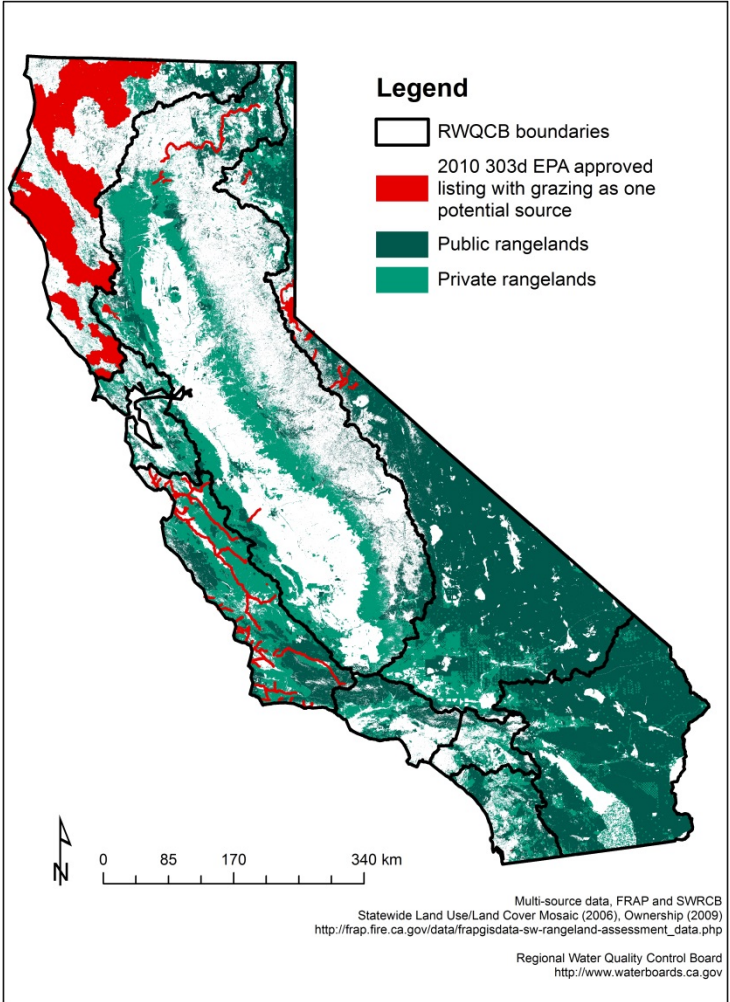 Legend
RWQCB boundaries
2010 303d EPA approved
listing with grazing as one
potential source
Public rangelands
Private rangelands
N
0 85 170 340 km
Multi-source data, FRAP and SWRCB
Statewide Land Use/Land Cover Mosaic (2006), Ownership (2009)
http://frap.fire.ca.gov/data/frapgisdata-sw-rangeland-assessment_data.php
Regional Water Quality Control Board
http://www.waterboards.ca.gov